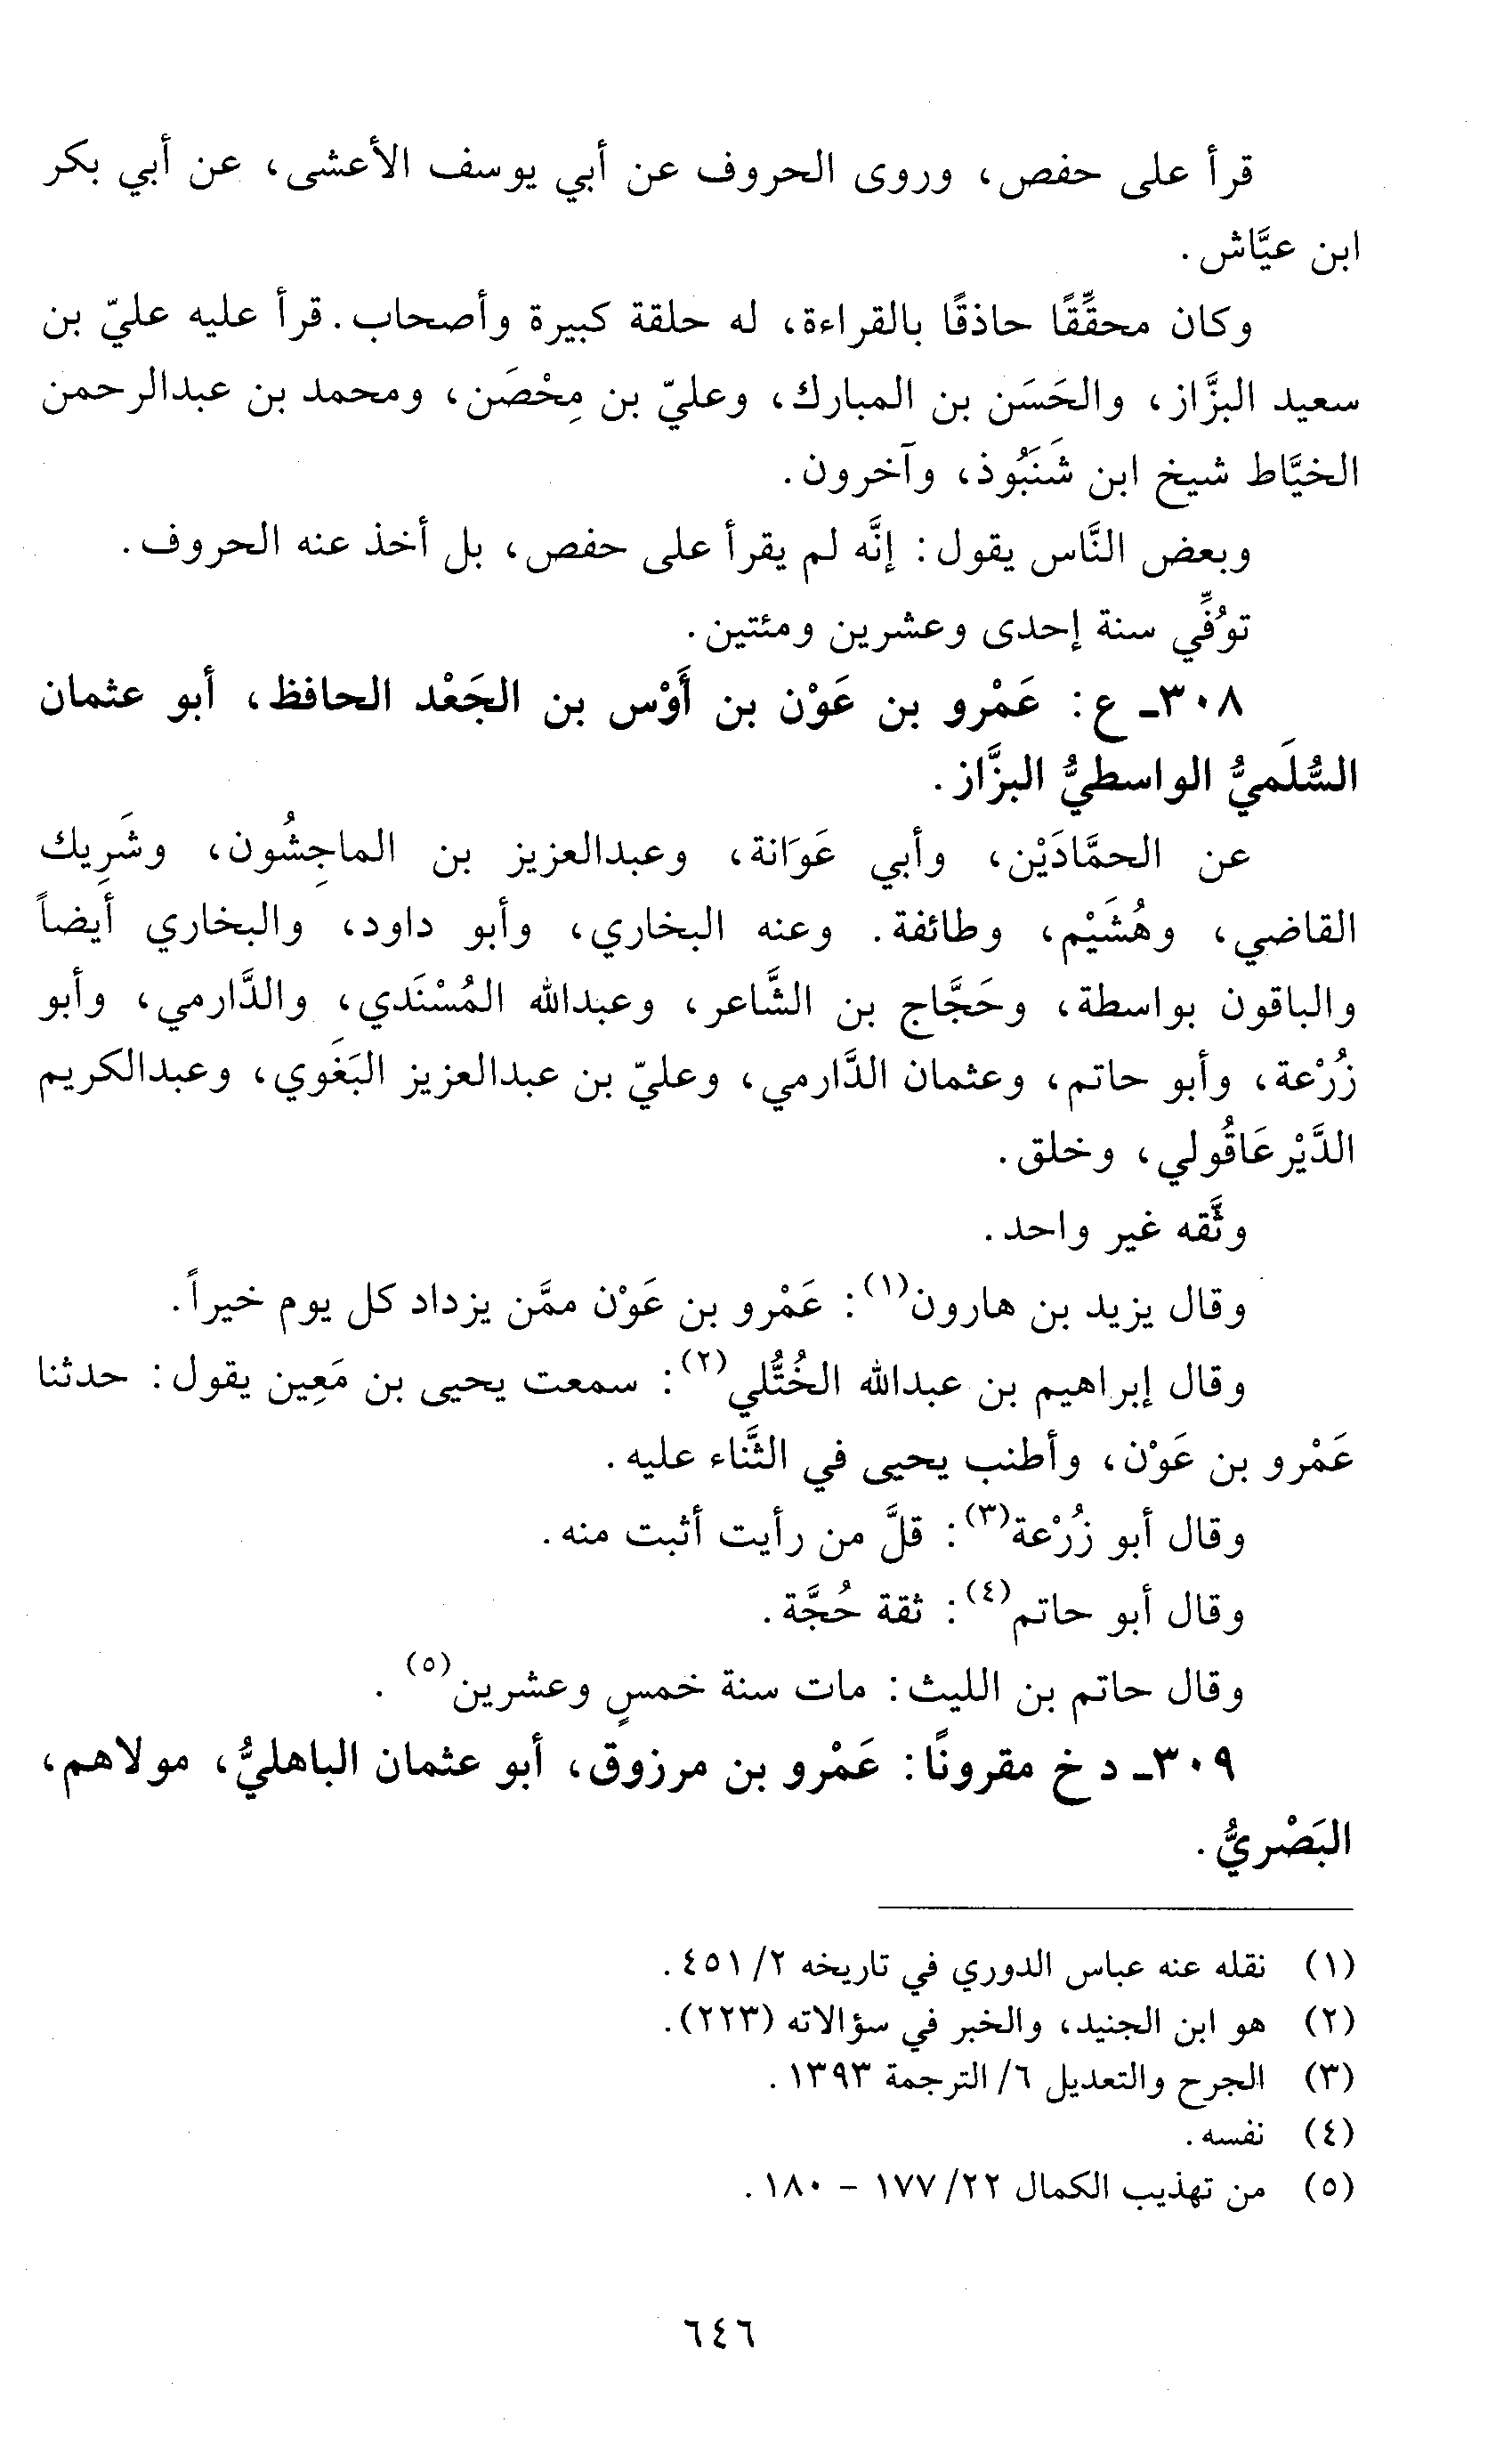 قرأ على حفص، وروى الحروف عن أبي يوسف الأعشى، عن أبي بكر
ابن عيَّاش.
وكان محقِّقًا حاذقًا بالقراءة، له حلقة كبيرة وأصحاب. قرأ عليه عليّ بن
سعيد البزَّاز، والحَسَن بن المبارك، وعليّ بن مِحْصَن، ومحمد بن عبدالرحمن
الخيَّاط شيخ ابن شَنَبُوذ، وآخرون.
وبعض النَّاس يقول: إنَّه لم يقرأ على حفص، بل أخذ عنه الحروف.
توُفِّي سنة إحدى وعشرين ومئتين.
٣٠٨ـ ع: عَمْرو بن عَوْن بن أَوْس بن الجَعْد الحافظ، أبو عثمان
السُّلَميُّ الواسطيُّ البزَّاز.
عن الحمَّادَيْن، وأبي عَوَانة، وعبدالعزيز بن الماجِشُون، وشَرِيك
القاضي، وهُشَيْم، وطائفة. وعنه البخاري، وأبو داود، والبخاري أيضاً
والباقون بواسطة، وحَجَّاج بن الشَّاعر، وعبدالله المُسْنَدي، والدَّارمي، وأبو
زُرْعة، وأبو حاتم، وعثمان الدَّارمي، وعليّ بن عبدالعزيز البَغَوي، وعبدالكريم
الدَّيْرعَاقُولي، وخلق.
وثَّقه غير واحد.
وقال يزيد بن هارون(١): عَمْرو بن عَوْن ممَّن يزداد كل يوم خيراً.
وقال إبراهيم بن عبدالله الخُتُّلي(٢): سمعت يحيى بن مَعِين يقول: حدثنا
عَمْرو بن عَوْن، وأطنب يحيى في الثَّناء عليه.
وقال أبو زُرْعة(٣): قلَّ من رأيت أثبت منه.
وقال أبو حاتم(٤): ثقة حُجَّة.
وقال حاتم بن الليث: مات سنة خمسٍ وعشرين(٥).
٣٠٩ـ د خ مقرونًا: عَمْرو بن مرزوق، أبو عثمان الباهليُّ، مولاهم،
البَصْريُّ.
(١) نقله عنه عباس الدوري في تاريخه ٢/ ٤٥١.
(٢) هو ابن الجنيد، والخبر في سؤالاته (٢٢٣).
(٣) الجرح والتعديل ٦/ الترجمة ١٣٩٣.
(٤) نفسه.
(٥) من تهذيب الكمال ٢٢/ ١٧٧ - ١٨٠.
٦٤٦